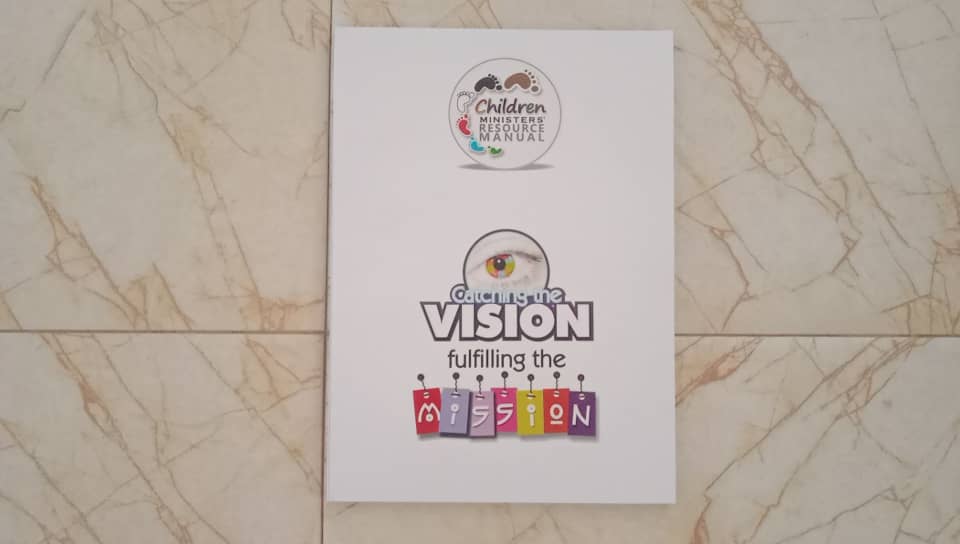 Children
MINISTERS'
RESOURCE
MANUAL
Catching the
VISION
fulfilling the
MiSSiON